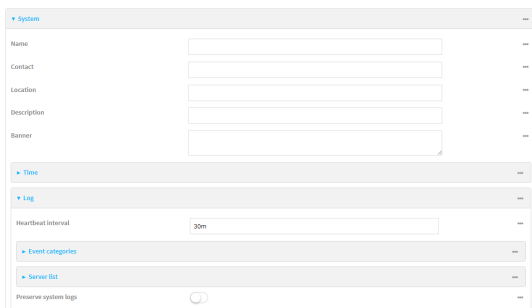 ▾ System
Name
Contact
Location
Description
Banner
▸ Time
▾ Log
Heartbeat interval 30m
▸ Event categories
▸ Server list
Preserve system logs